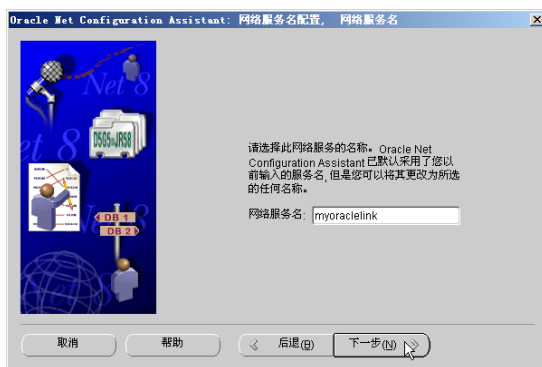 Oracle Net Configuration Assistant: 网络服务名配置, 网络服务名
Net 8
et 8
DSG5-JRS8
DB 1
DB 2
请选择此网络服务的名称。Oracle Net
Configuration Assistant 已默认采用了您以
前输入的服务名, 但是您可以将其更改为所选
的任何名称。
网络服务名: myoraclelink
取消
帮助
后退(B)
下一步(N)